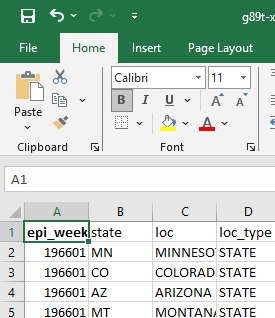 g89t-x
File Home Insert Page Layout
Paste
Calibri 11
B I U A
Clipboard Font
A1
A B C D
1 epi_week state loc loc_type
2 196601 MN MINNESO STATE
3 196601 CO COLORAD STATE
4 196601 AZ ARIZONA STATE
5 196601 MT MONTANA STATE